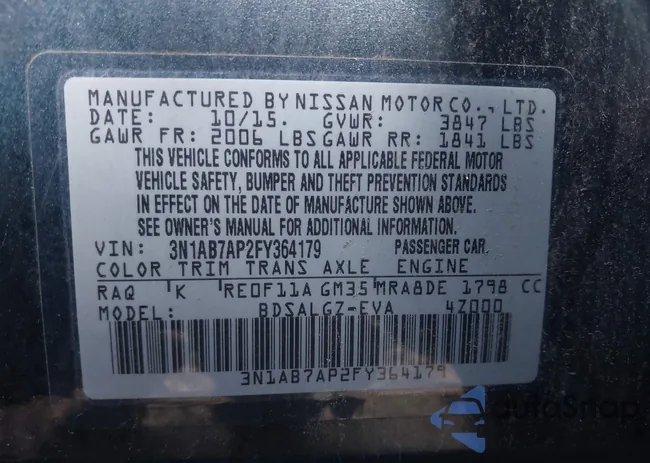 MANUFACTURED BY NISSAN MOTOR CO., LTD.
DATE: 10/15. GVWR: 3847 LBS
GAWR FR: 2006 LBS GAWR RR: 1841 LBS
THIS VEHICLE CONFORMS TO ALL APPLICABLE FEDERAL MOTOR
VEHICLE SAFETY, BUMPER AND THEFT PREVENTION STANDARDS
IN EFFECT ON THE DATE OF MANUFACTURE SHOWN ABOVE.
SEE OWNER'S MANUAL FOR ADDITIONAL INFORMATION.
VIN: 3N1AB7AP2FY364179 PASSENGER CAR.
COLOR TRIM TRANS AXLE ENGINE
RAQ K RE0F11A GM35 MRA8DE 1798 CC
MODEL: BDSALGZ-EVA 4Z000
3N1AB7AP2FY364179
autoSnap